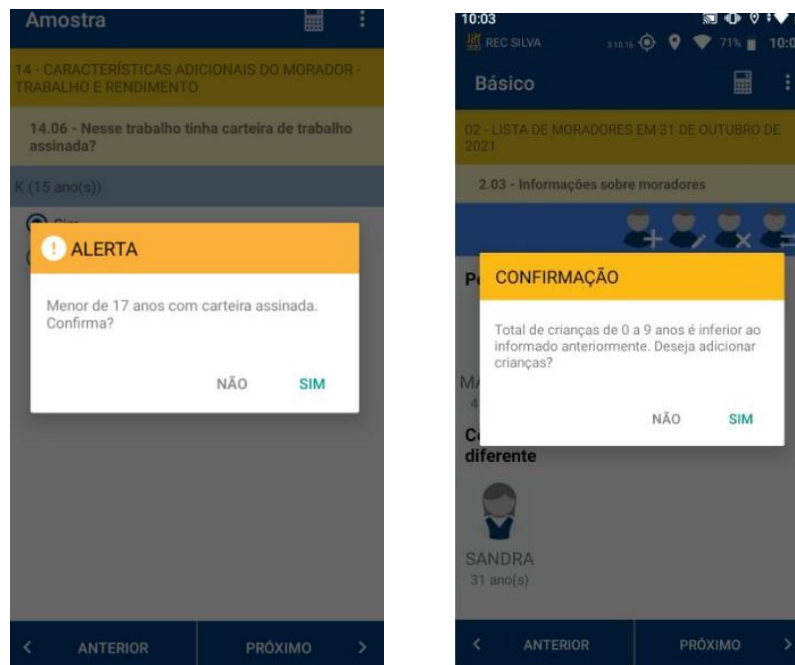 Amostra
14 - CARACTERÍSTICAS ADICIONAIS DO MORADOR -
TRABALHO E RENDIMENTO
14.06 - Nesse trabalho tinha carteira de trabalho
assinada?
K (15 ano(s))
Sim
ALERTA
Menor de 17 anos com carteira assinada.
Confirma?
NÃO SIM
< ANTERIOR PRÓXIMO >
10:03
REC SILVA 71% 10:0
Básico
02 - LISTA DE MORADORES EM 31 DE OUTUBRO DE
2021
2.03 - Informações sobre moradores
CONFIRMAÇÃO
Total de crianças de 0 a 9 anos é inferior ao
informado anteriormente. Deseja adicionar
crianças?
NÃO SIM
diferente
SANDRA
31 ano(s)
< ANTERIOR PRÓXIMO >